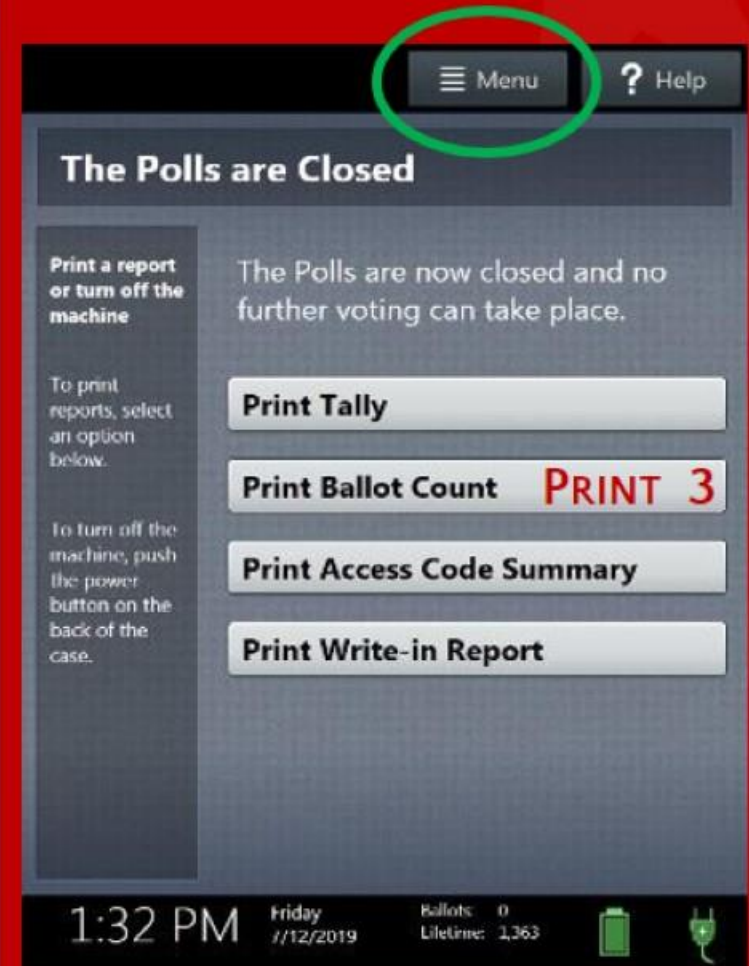 Menu
? Help
The Polls are Closed
Print a report
or turn off the
machine
To print
reports, select
an option
below.
To turn off the
machine, push
the power
button on the
back of the
case.
The Polls are now closed and no
further voting can take place.
Print Tally
Print Ballot Count PRINT 3
Print Access Code Summary
Print Write-in Report
1:32 PM
Friday
7/12/2019
Ballots: 0
Lifetime: 1,363